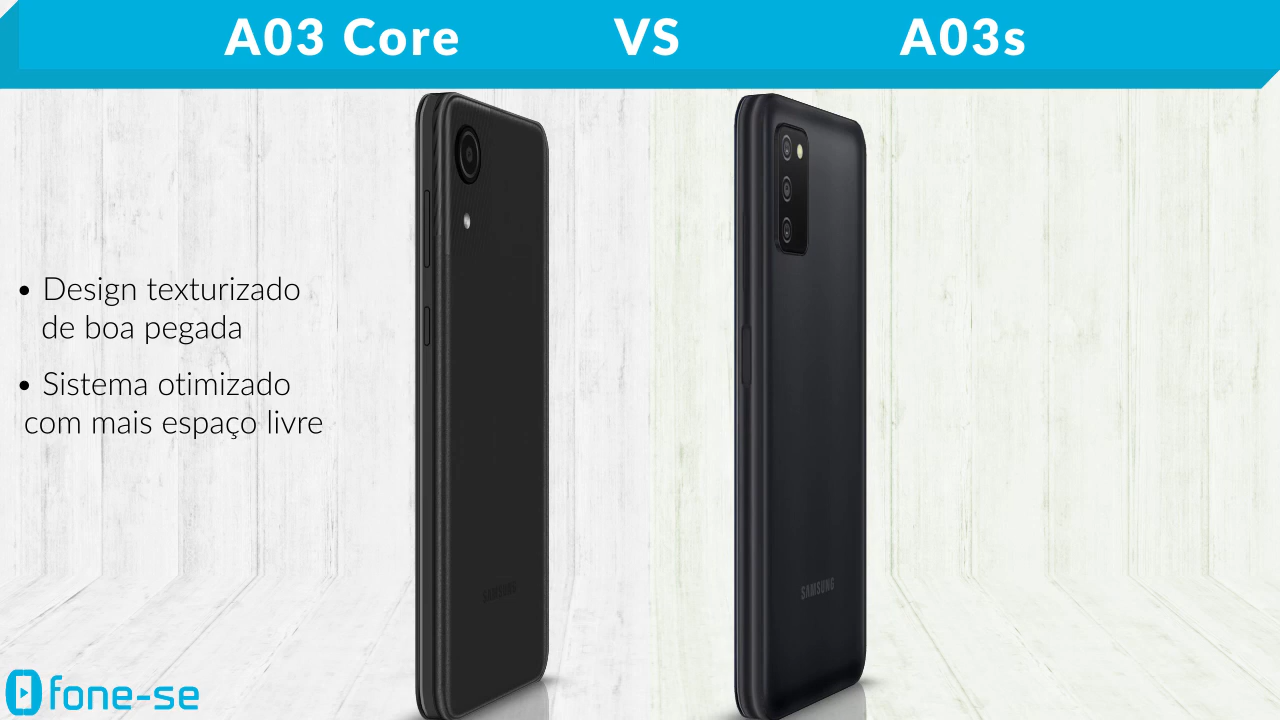 A03 Core VS A03s
• Design texturizado
de boa pegada
• Sistema otimizado
com mais espaço livre
SAMSUNG
SAMSUNG
fone-se